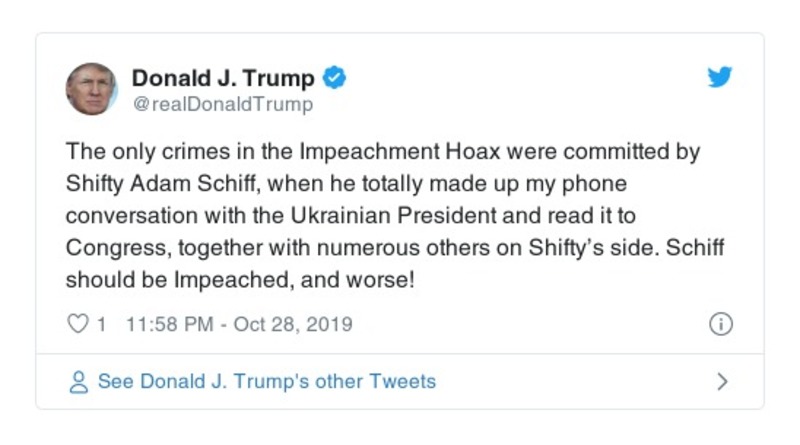 Donald J. Trump
@realDonaldTrump
The only crimes in the Impeachment Hoax were committed by
Shifty Adam Schiff, when he totally made up my phone
conversation with the Ukrainian President and read it to
Congress, together with numerous others on Shifty’s side. Schiff
should be Impeached, and worse!
1 11:58 PM - Oct 28, 2019
See Donald J. Trump's other Tweets